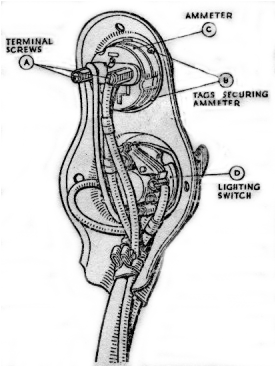 AMMETER
C
TERMINAL
SCREWS
A
B
TAGS SECURING
AMMETER
D
LIGHTING
SWITCH